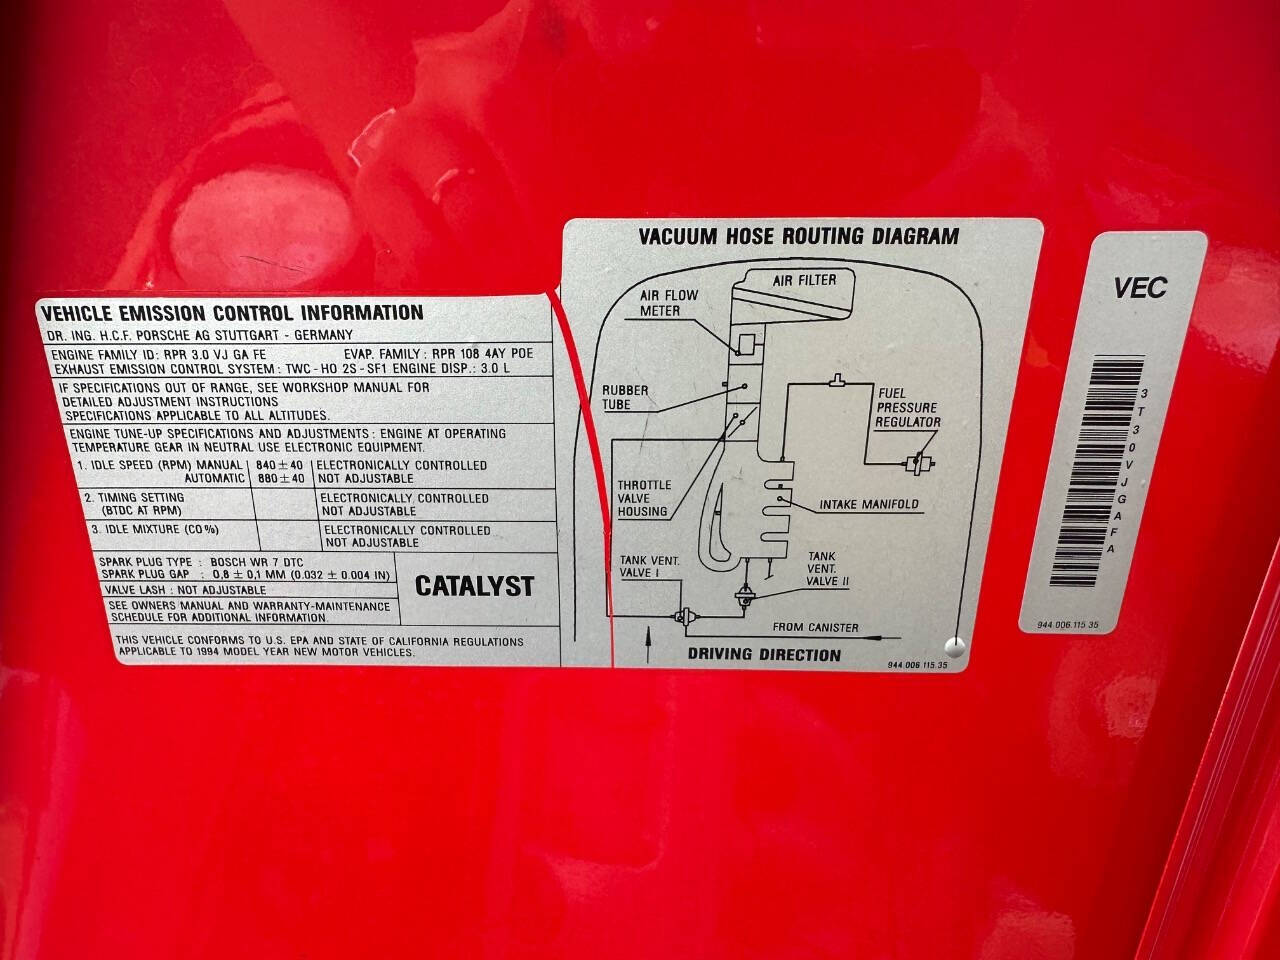 VEHICLE EMISSION CONTROL INFORMATION
DR. ING. H.C.F. PORSCHE AG STUTTGART - GERMANY
ENGINE FAMILY ID: RPR 3.0 VJ GA FE EVAP. FAMILY : RPR 108 4AY POE
EXHAUST EMISSION CONTROL SYSTEM : TWC - HO 2S - SF1 ENGINE DISP.: 3.0 L
IF SPECIFICATIONS OUT OF RANGE, SEE WORKSHOP MANUAL FOR
DETAILED ADJUSTMENT INSTRUCTIONS
SPECIFICATIONS APPLICABLE TO ALL ALTITUDES.
ENGINE TUNE-UP SPECIFICATIONS AND ADJUSTMENTS : ENGINE AT OPERATING
TEMPERATURE GEAR IN NEUTRAL USE ELECTRONIC EQUIPMENT.
1. IDLE SPEED (RPM) MANUAL 840 ± 40 ELECTRONICALLY CONTROLLED
AUTOMATIC 880 ± 40 NOT ADJUSTABLE
2. TIMING SETTING ELECTRONICALLY CONTROLLED
(BTDC AT RPM) NOT ADJUSTABLE
3. IDLE MIXTURE (CO %) ELECTRONICALLY CONTROLLED
NOT ADJUSTABLE
SPARK PLUG TYPE : BOSCH WR 7 DTC
SPARK PLUG GAP : 0,8 ± 0,1 MM (0.032 ± 0.004 IN)
VALVE LASH : NOT ADJUSTABLE
SEE OWNERS MANUAL AND WARRANTY-MAINTENANCE
SCHEDULE FOR ADDITIONAL INFORMATION.
CATALYST
THIS VEHICLE CONFORMS TO U.S. EPA AND STATE OF CALIFORNIA REGULATIONS
APPLICABLE TO 1994 MODEL YEAR NEW MOTOR VEHICLES.
VACUUM HOSE ROUTING DIAGRAM
AIR FILTER
AIR FLOW
METER
RUBBER
TUBE
FUEL
PRESSURE
REGULATOR
THROTTLE
VALVE
HOUSING
INTAKE MANIFOLD
TANK VENT.
VALVE I
TANK
VENT.
VALVE II
FROM CANISTER
DRIVING DIRECTION
944 006 115 35
VEC
3T30VJGAFA
944 006 115 35